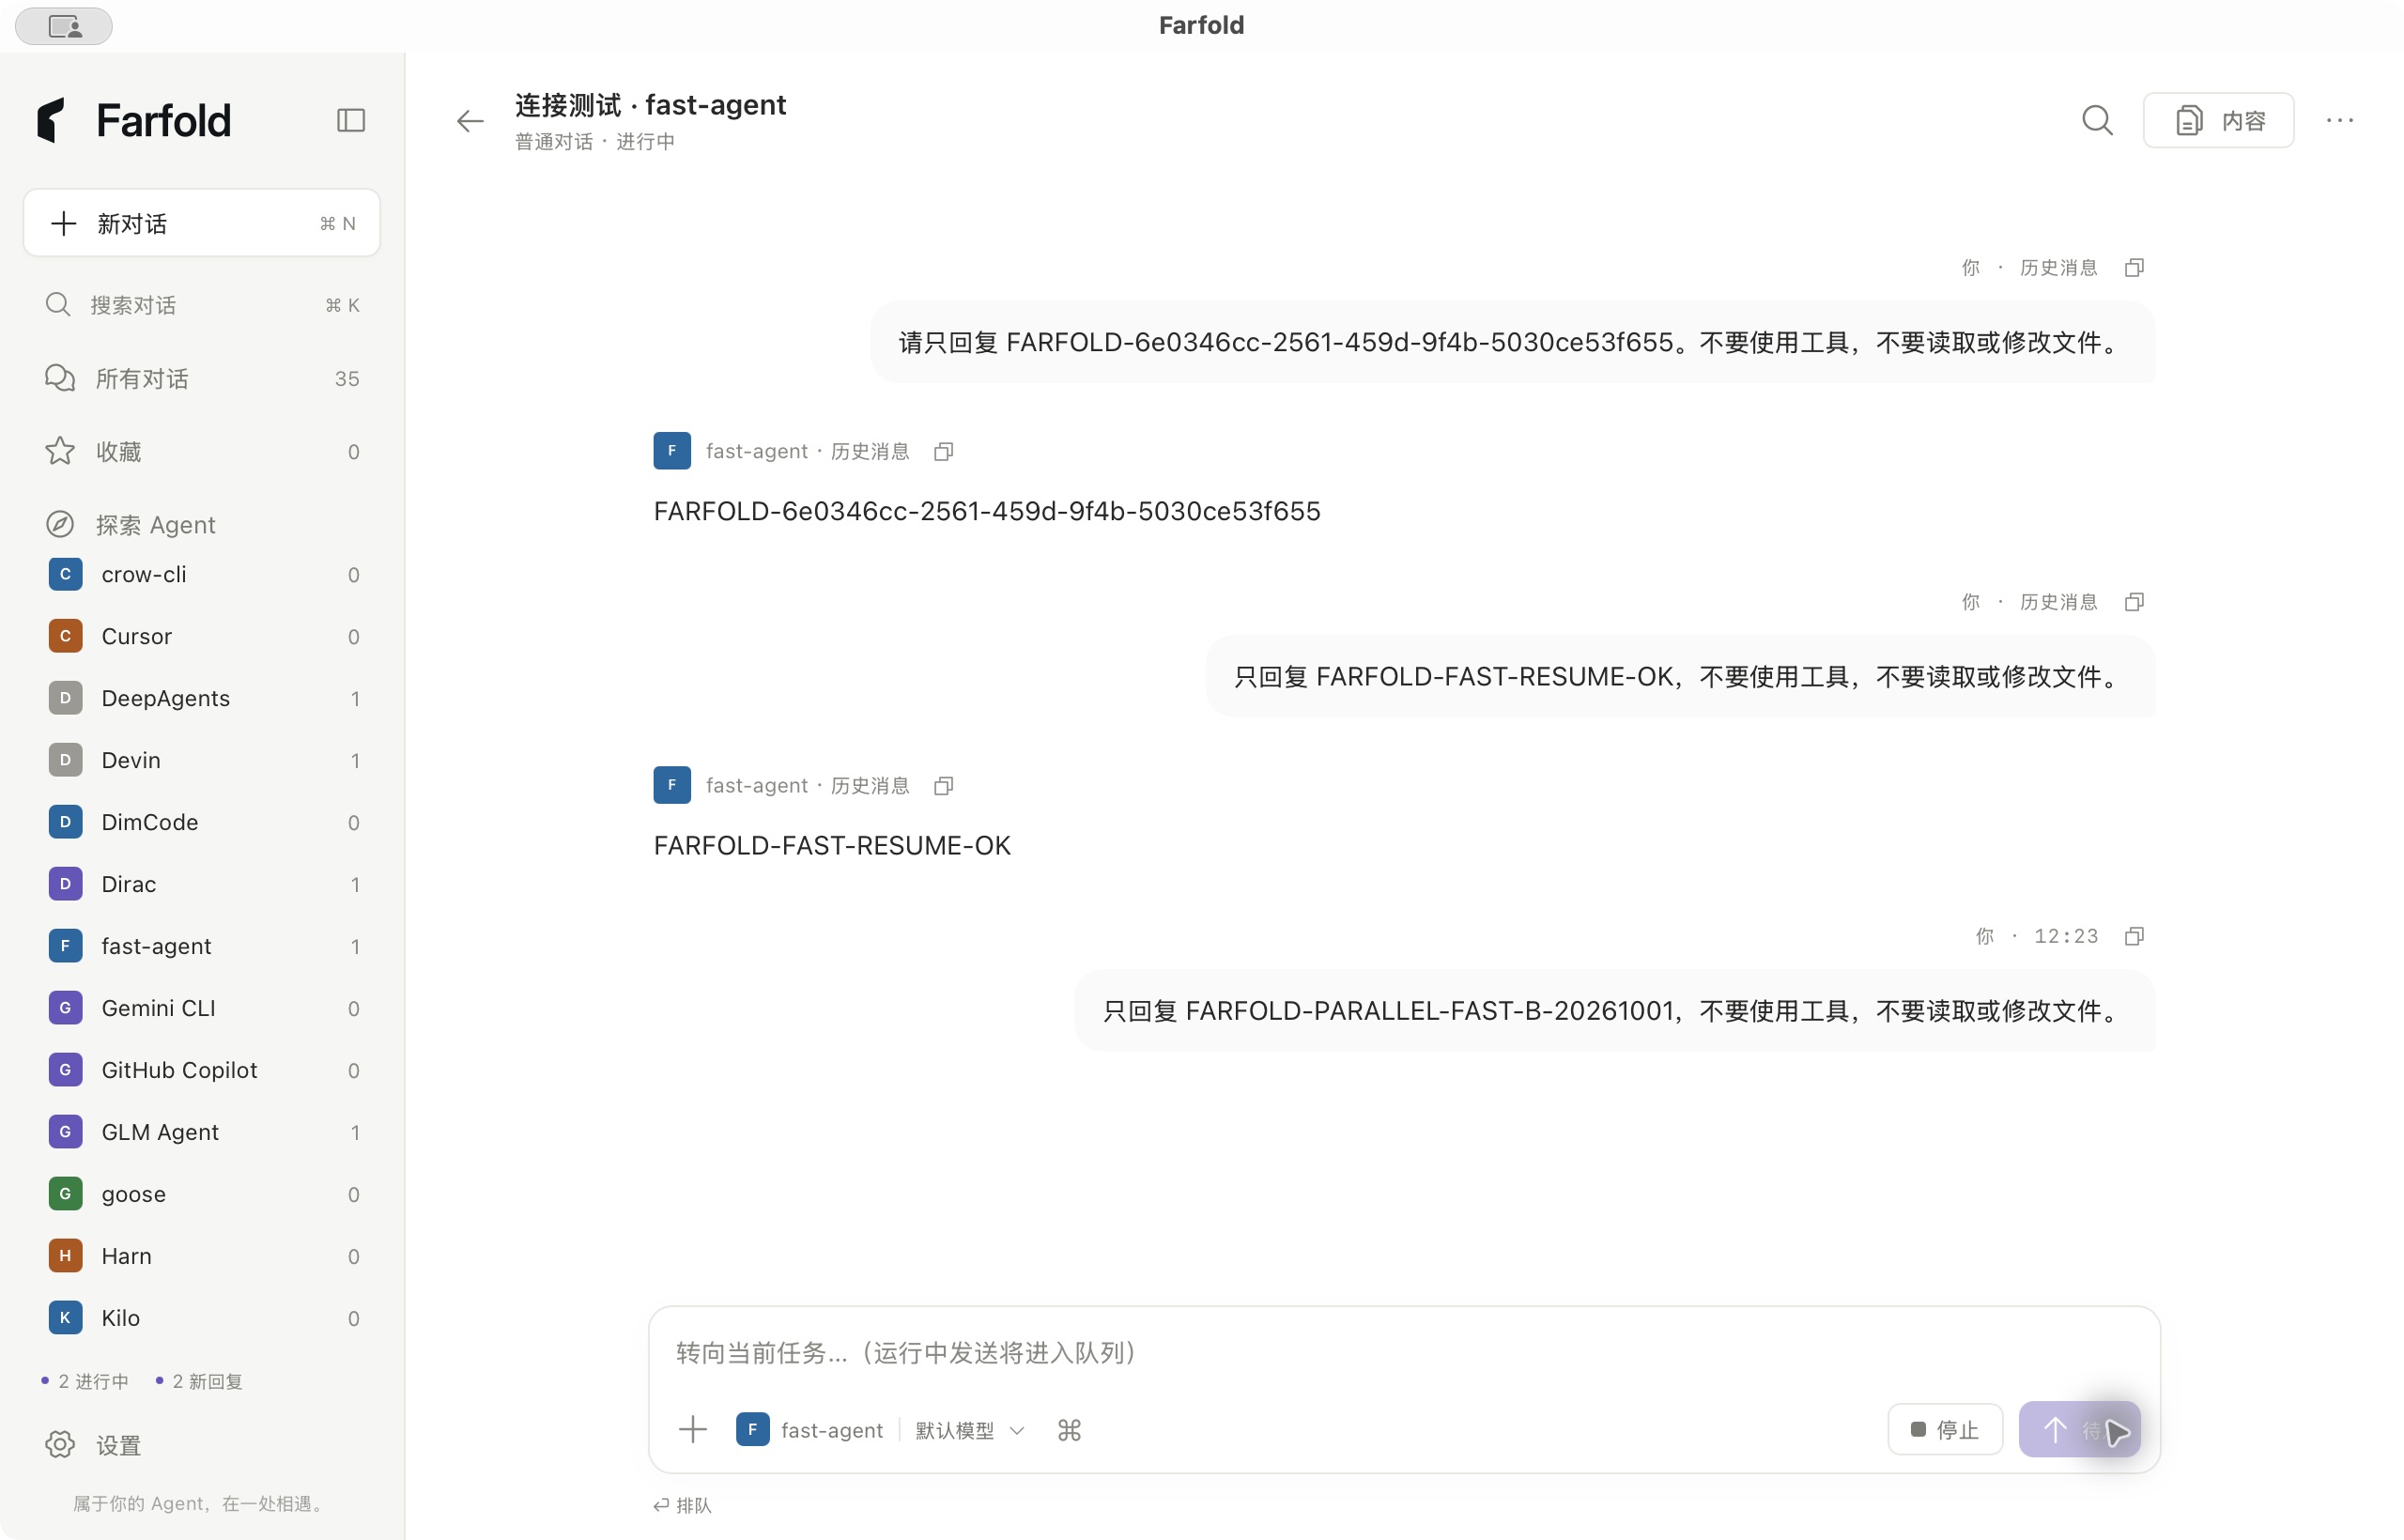 Farfold
Farfold
新对话 ⌘ N
搜索对话 ⌘ K
所有对话 35
收藏 0
探索 Agent
C crow-cli 0
C Cursor 0
D DeepAgents 1
D Devin 1
D DimCode 0
D Dirac 1
F fast-agent 1
G Gemini CLI 0
G GitHub Copilot 0
G GLM Agent 1
G goose 0
H Harn 0
K Kilo 0
2 进行中 2 新回复
设置
属于你的 Agent，在一处相遇。
连接测试 · fast-agent
普通对话 · 进行中
内容
你 · 历史消息
请只回复 FARFOLD-6e0346cc-2561-459d-9f4b-5030ce53f655。不要使用工具，不要读取或修改文件。
F fast-agent · 历史消息
FARFOLD-6e0346cc-2561-459d-9f4b-5030ce53f655
你 · 历史消息
只回复 FARFOLD-FAST-RESUME-OK，不要使用工具，不要读取或修改文件。
F fast-agent · 历史消息
FARFOLD-FAST-RESUME-OK
你 · 12:23
只回复 FARFOLD-PARALLEL-FAST-B-20261001，不要使用工具，不要读取或修改文件。
转向当前任务...（运行中发送将进入队列）
F fast-agent 默认模型 ⌘
停止
待
排队